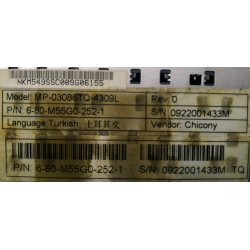 NKM549SSC009G06155
Model: MP-03086TQ-4309L
Rev: 0
P/N: 6-80-M55G0-252-1
S/N: 0922001433M
Language Turkish 土耳其文
Vendor: Chicony
P/N: 6-80-M55G0-252-1
S/N: 0922001433M TQ